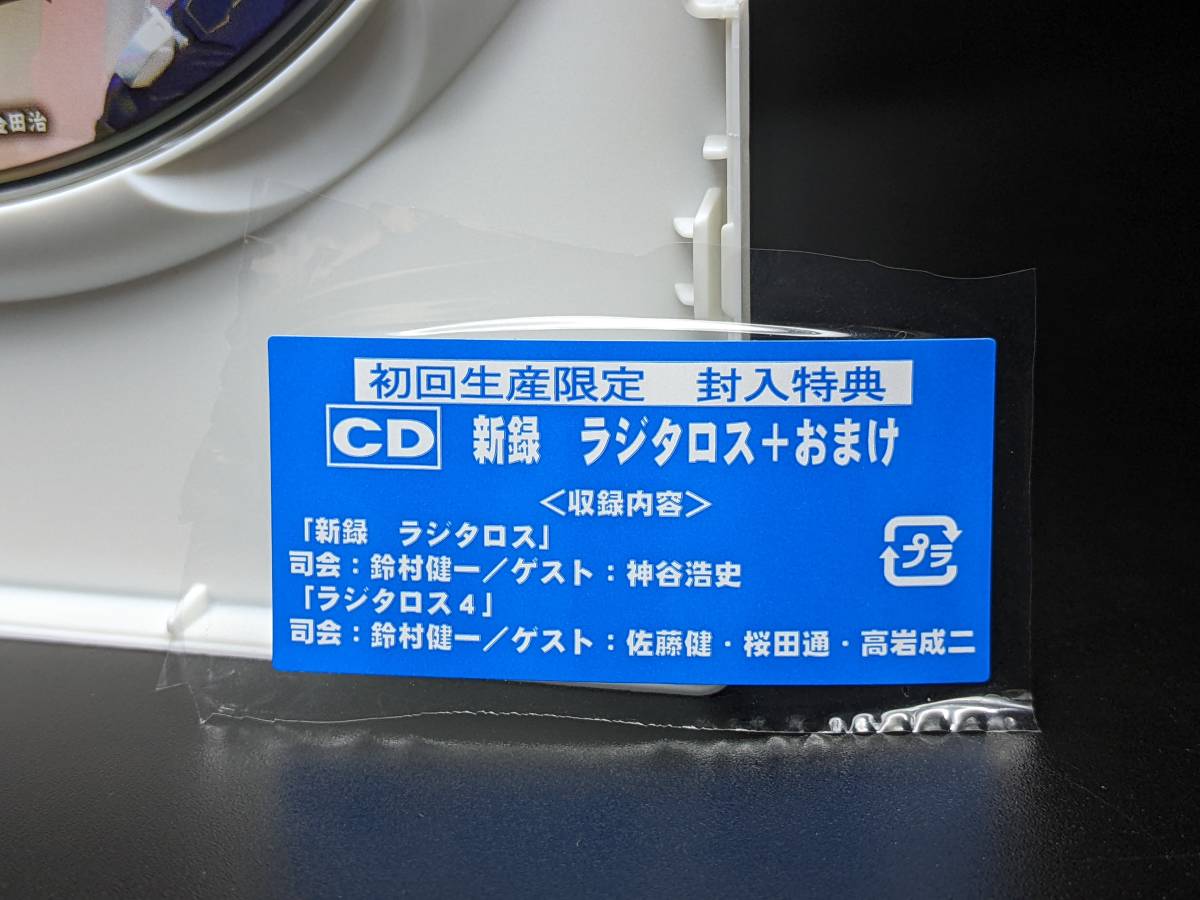 金田治
初回生産限定　封入特典
CD 新録　ラジタロス＋おまけ
＜収録内容＞
「新録　ラジタロス」
司会：鈴村健一／ゲスト：神谷浩史
「ラジタロス４」
司会：鈴村健一／ゲスト：佐藤健・桜田通・高岩成二
プラ